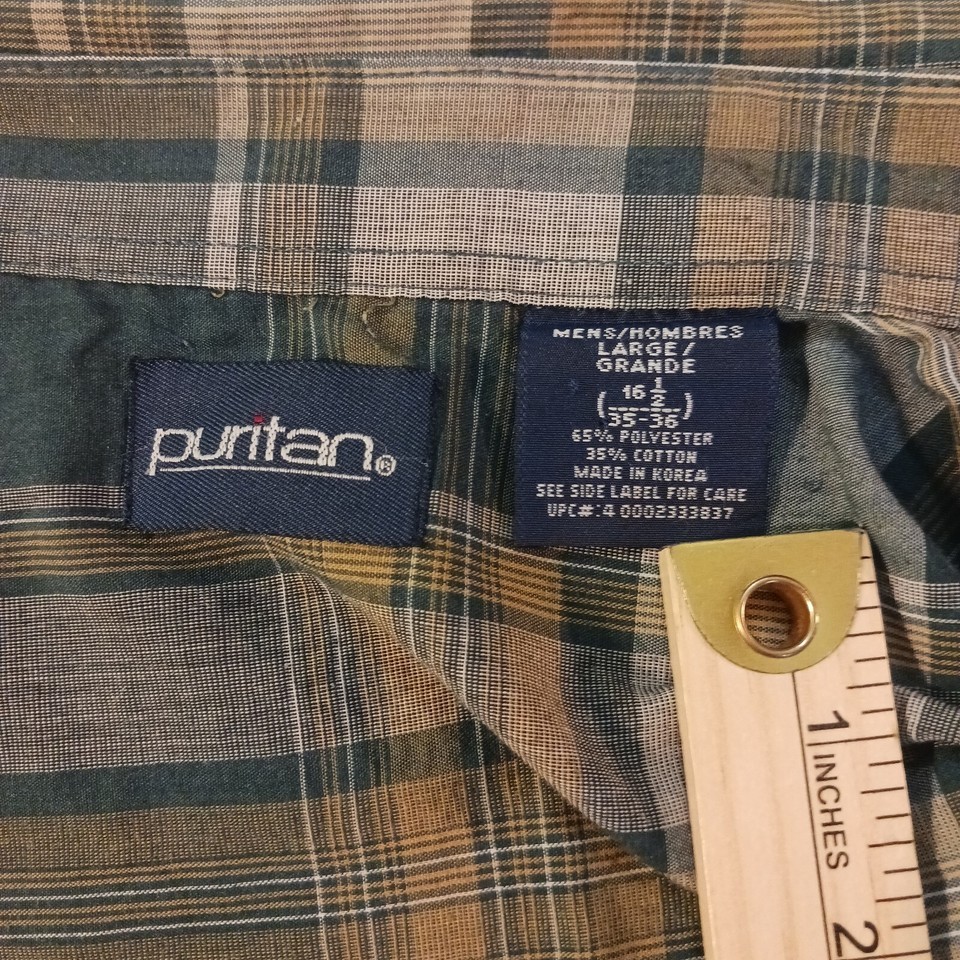 puritan®
MENS/HOMBRES
LARGE/
GRANDE
(16 1/2
35-36)
65% POLYESTER
35% COTTON
MADE IN KOREA
SEE SIDE LABEL FOR CARE
UPC#:4 0002333837
1 INCHES
2